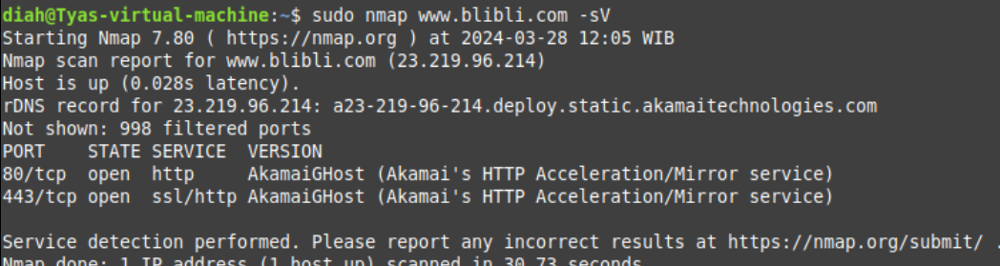 diah@Tyas-virtual-machine:~$ sudo nmap www.blibli.com -sV
Starting Nmap 7.80 ( https://nmap.org ) at 2024-03-28 12:05 WIB
Nmap scan report for www.blibli.com (23.219.96.214)
Host is up (0.028s latency).
rDNS record for 23.219.96.214: a23-219-96-214.deploy.static.akamaitechnologies.com
Not shown: 998 filtered ports
PORT    STATE SERVICE  VERSION
80/tcp  open  http     AkamaiGHost (Akamai's HTTP Acceleration/Mirror service)
443/tcp open  ssl/http AkamaiGHost (Akamai's HTTP Acceleration/Mirror service)
Service detection performed. Please report any incorrect results at https://nmap.org/submit/ .
Nmap done: 1 IP address (1 host up) scanned in 30.73 seconds